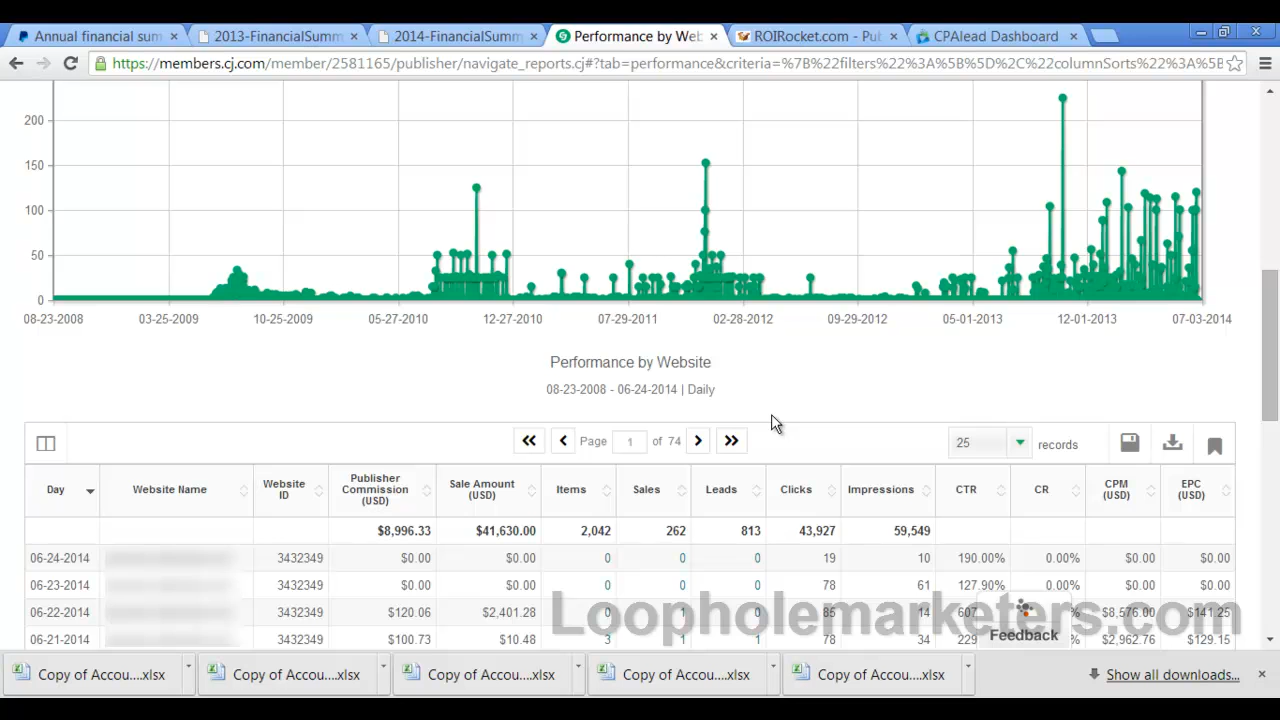 Annual financial sum
2013-FinancialSumm
2014-FinancialSumm
Performance by Web
ROIRocket.com - Pub
CPAlead Dashboard
https://members.cj.com/member/2581165/publisher/navigate_reports.cj#?tab=performance&criteria=%7B%22filters%22%3A%5B%5D%2C%22columnSorts%22%3A%5B
200
150
100
50
0
08-23-2008 03-25-2009 10-25-2009 05-27-2010 12-27-2010 07-29-2011 02-28-2012 09-29-2012 05-01-2013 12-01-2013 07-03-2014
Performance by Website
08-23-2008 - 06-24-2014 | Daily
Page 1 of 74
25 records
Day Website Name Website ID Publisher Commission (USD) Sale Amount (USD) Items Sales Leads Clicks Impressions CTR CR CPM (USD) EPC (USD)
$8,996.33 $41,630.00 2,042 262 813 43,927 59,549
06-24-2014 3432349 $0.00 $0.00 0 0 0 19 10 190.00% 0.00% $0.00 $0.00
06-23-2014 3432349 $0.00 $0.00 0 0 0 78 61 127.90% 0.00% $0.00 $0.00
06-22-2014 3432349 $120.06 $2,401.28 0 1 0 85 14 607 % $8,576.00 $141.25
06-21-2014 3432349 $100.73 $10.48 3 1 1 78 34 229 % $2,962.76 $129.15
Loopholemarketers.com
Feedback
Copy of Accou....xlsx
Copy of Accou....xlsx
Copy of Accou....xlsx
Copy of Accou....xlsx
Copy of Accou....xlsx
Show all downloads...